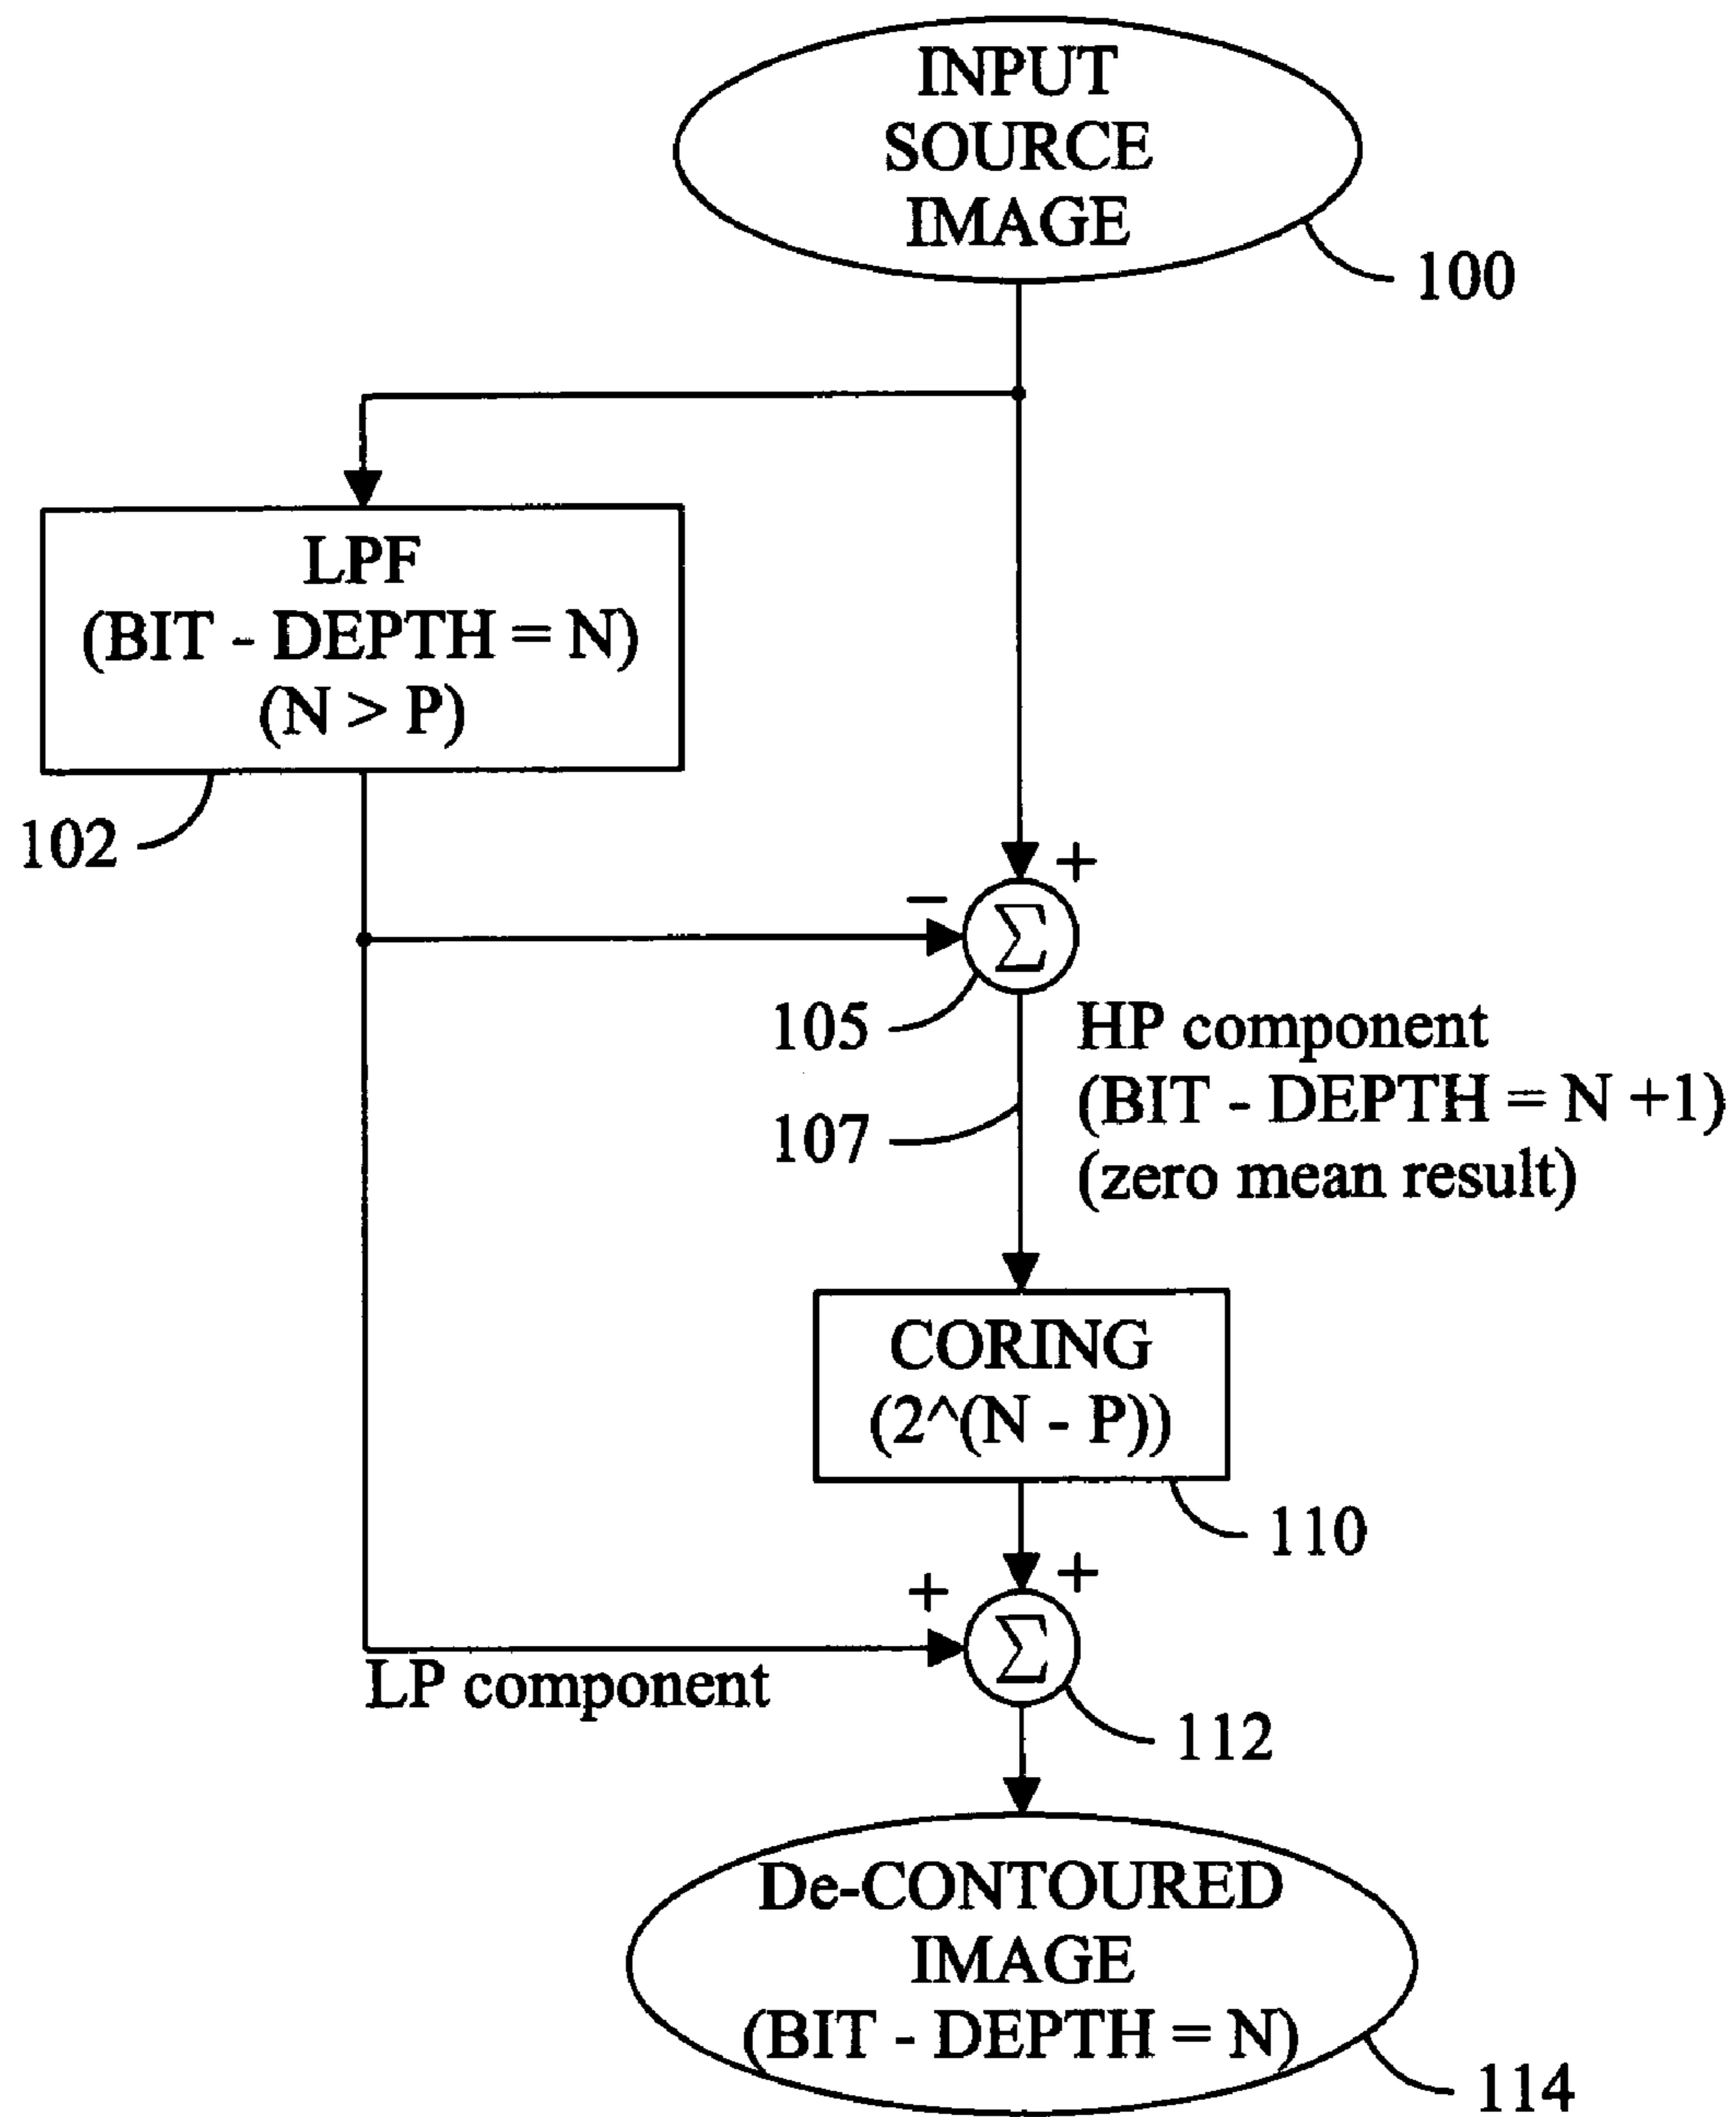 INPUT
SOURCE
IMAGE
100
LPF
(BIT - DEPTH = N)
(N > P)
102
+
−
Σ
105
HP component
(BIT - DEPTH = N +1)
(zero mean result)
107
CORING
(2^(N - P))
110
+
+
Σ
LP component
112
De-CONTOURED
IMAGE
(BIT - DEPTH = N)
114